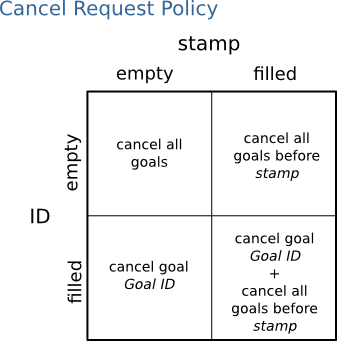 Cancel Request Policy
stamp
empty filled
empty
cancel all
goals
cancel all
goals before
stamp
ID
filled
cancel goal
Goal ID
cancel goal
Goal ID
+
cancel all
goals before
stamp